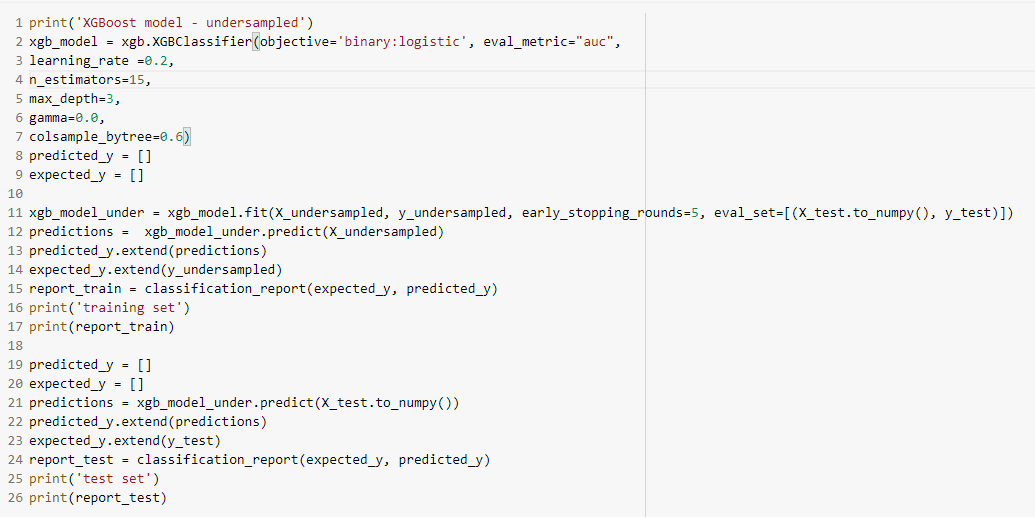 1 print('XGBoost model - undersampled')
2 xgb_model = xgb.XGBClassifier(objective='binary:logistic', eval_metric="auc",
3 learning_rate =0.2,
4 n_estimators=15,
5 max_depth=3,
6 gamma=0.0,
7 colsample_bytree=0.6)
8 predicted_y = []
9 expected_y = []
10
11 xgb_model_under = xgb_model.fit(X_undersampled, y_undersampled, early_stopping_rounds=5, eval_set=[(X_test.to_numpy(), y_test)])
12 predictions =  xgb_model_under.predict(X_undersampled)
13 predicted_y.extend(predictions)
14 expected_y.extend(y_undersampled)
15 report_train = classification_report(expected_y, predicted_y)
16 print('training set')
17 print(report_train)
18
19 predicted_y = []
20 expected_y = []
21 predictions = xgb_model_under.predict(X_test.to_numpy())
22 predicted_y.extend(predictions)
23 expected_y.extend(y_test)
24 report_test = classification_report(expected_y, predicted_y)
25 print('test set')
26 print(report_test)